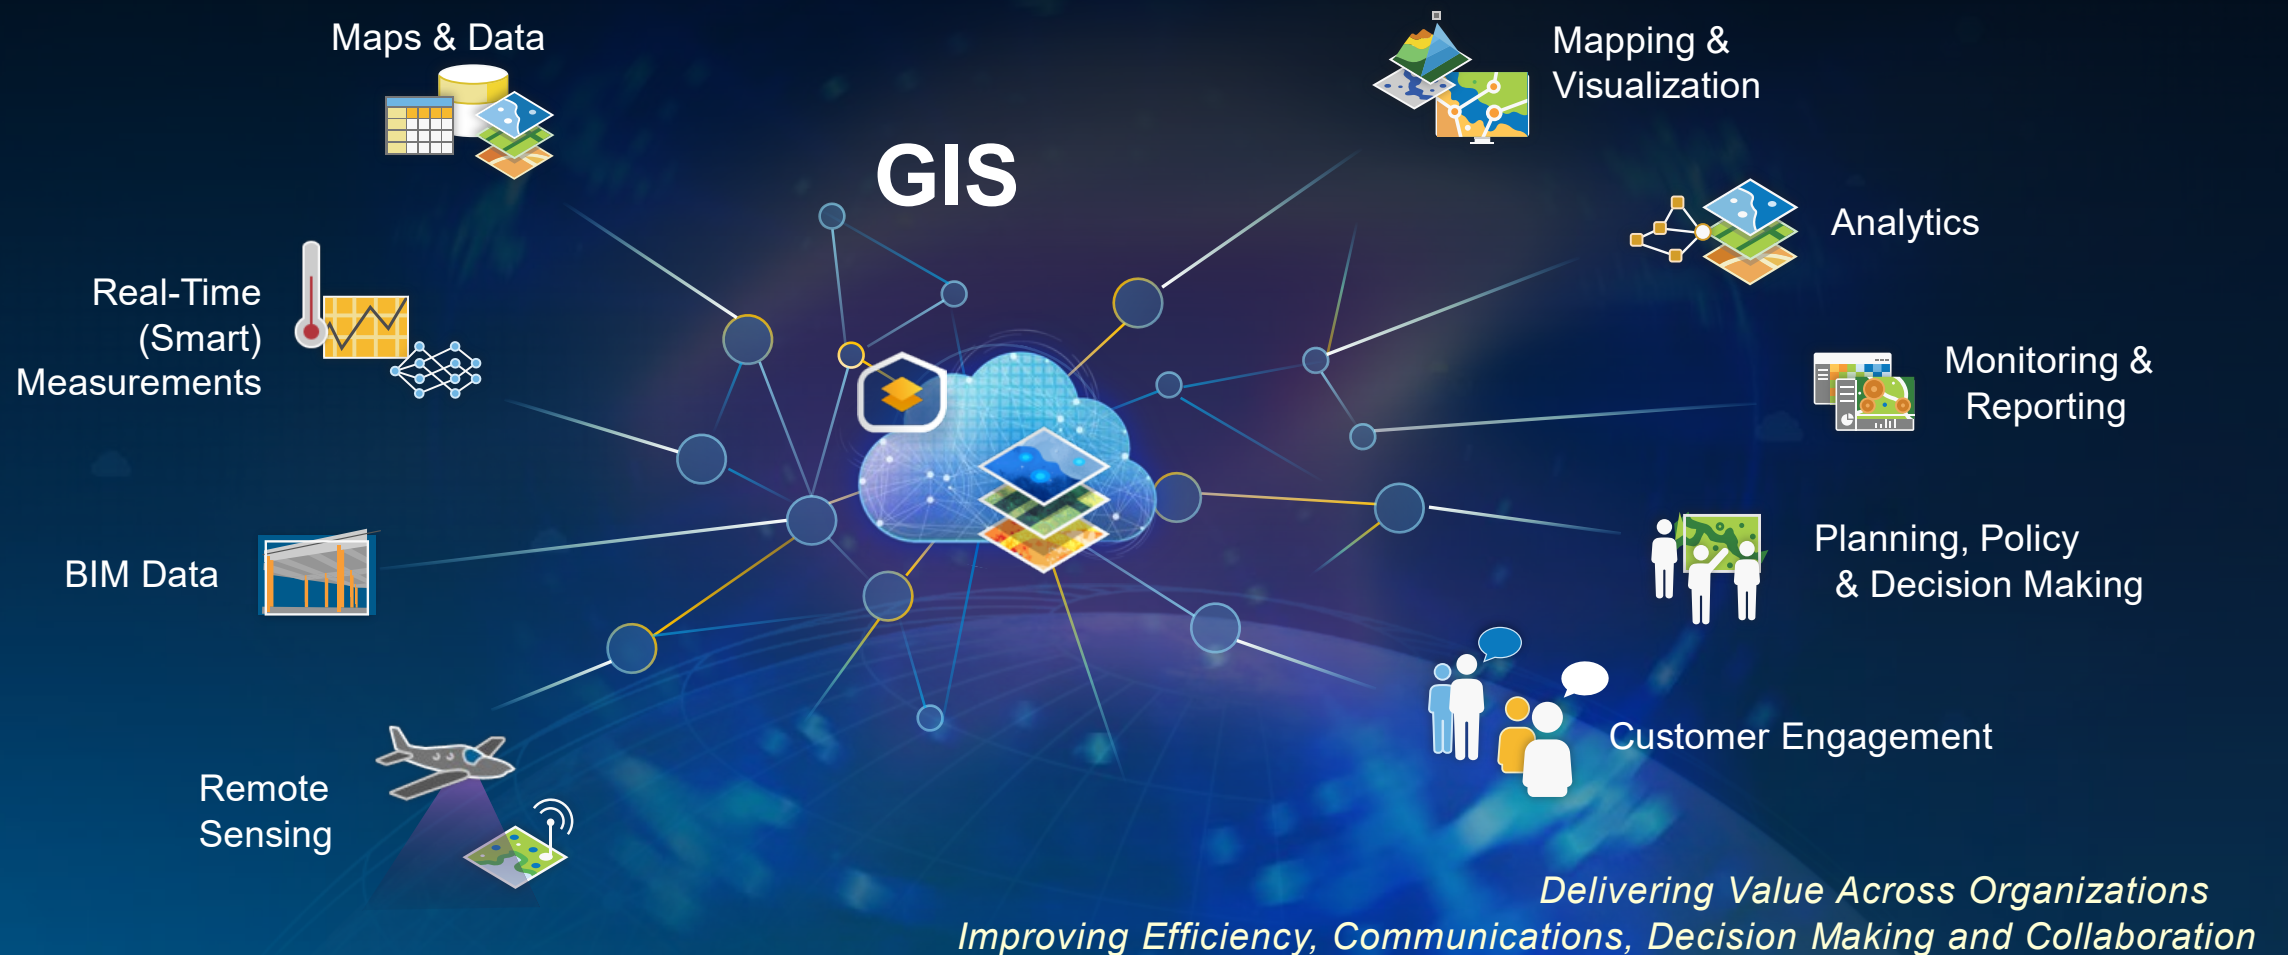 Maps & Data
GIS
Mapping &
Visualization
Analytics
Real-Time
(Smart)
Measurements
Monitoring &
Reporting
BIM Data
Planning, Policy
& Decision Making
Customer Engagement
Remote
Sensing
Delivering Value Across Organizations
Improving Efficiency, Communications, Decision Making and Collaboration